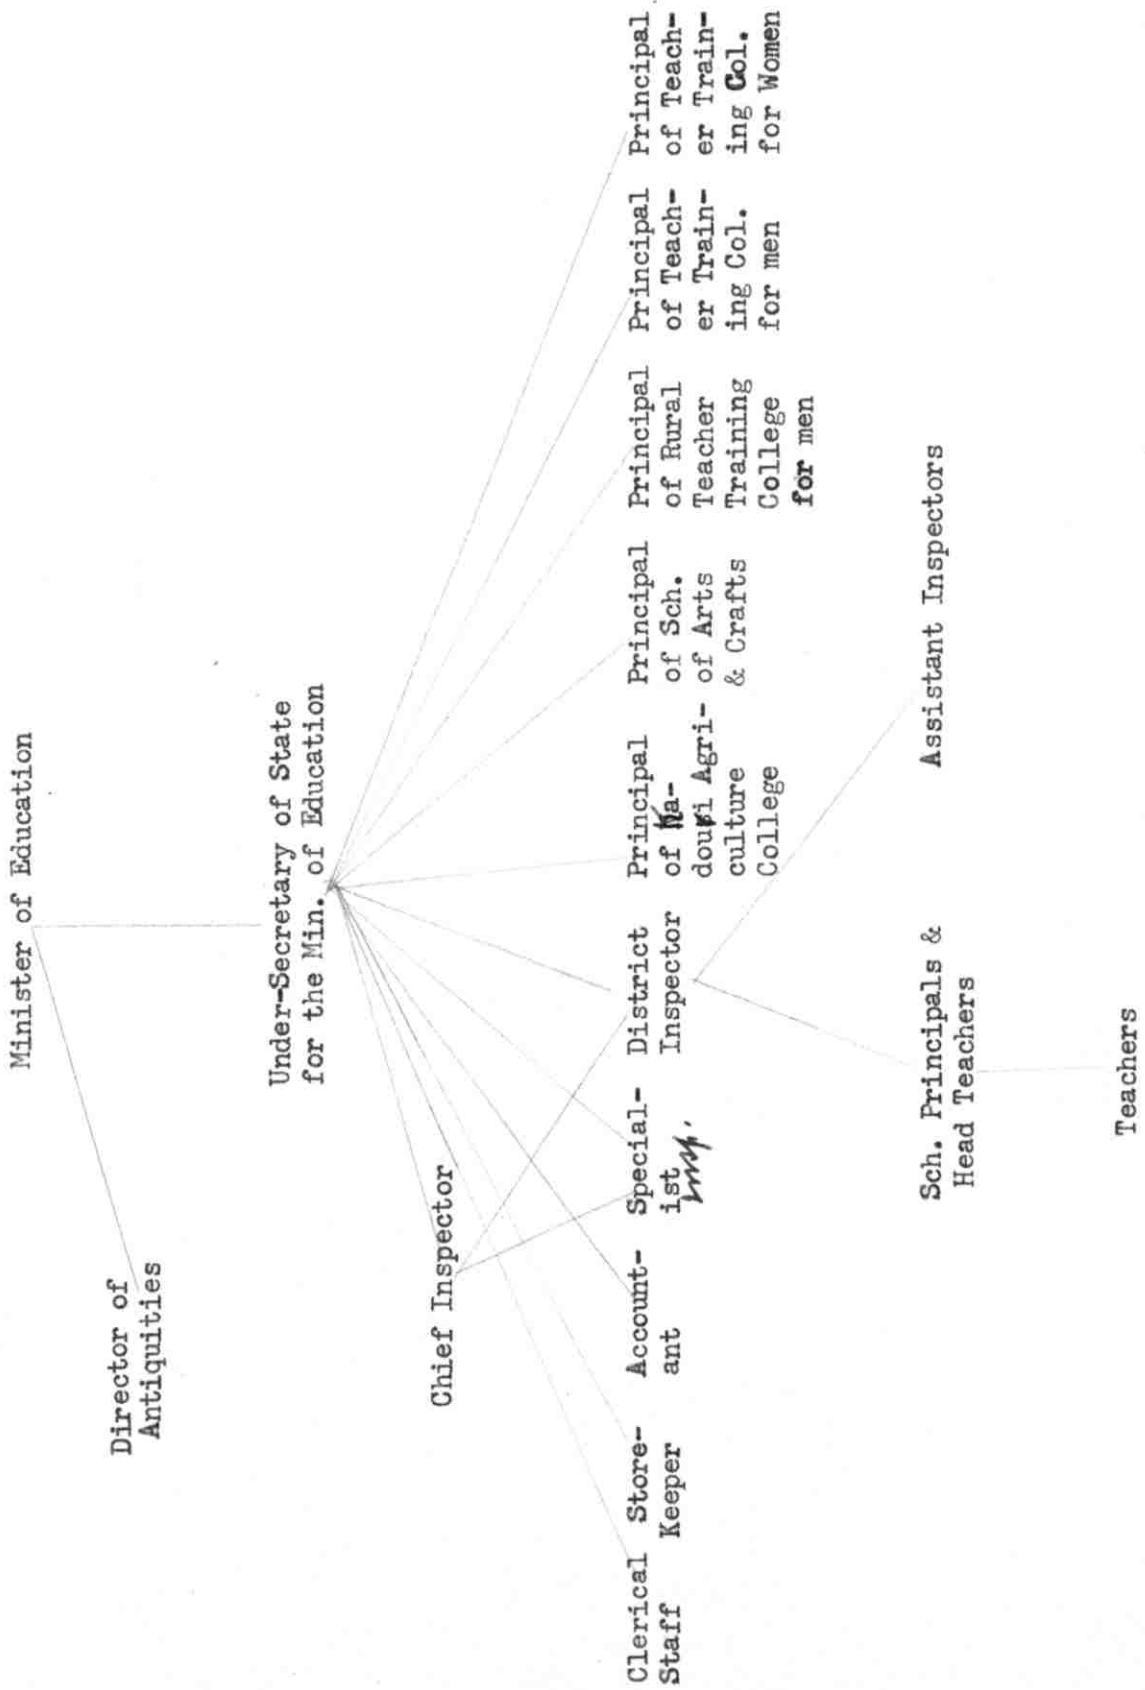 Minister of Education
Director of
Antiquities
Under-Secretary of State
for the Min. of Education
Chief Inspector
Clerical
Staff
Store-
Keeper
Account-
ant
Special-
ist insp.
District
Inspector
Principal
of
Agri-
culture
College
Principal
of Sch.
of Arts
& Crafts
Principal
of Rural
Teacher
Training
College
for men
Principal
of Teach-
er Train-
ing Col.
for men
Principal
of Teach-
er Train-
ing Col.
for Women
Sch. Principals &
Head Teachers
Assistant Inspectors
Teachers